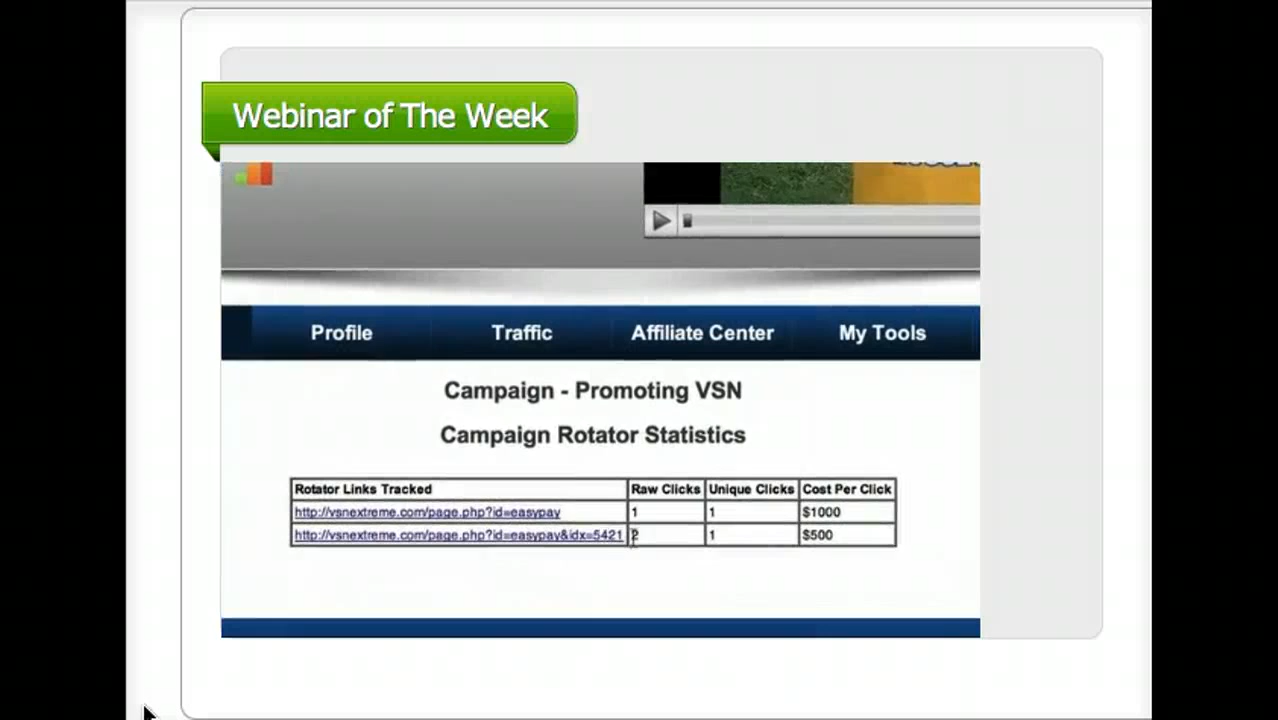 Webinar of The Week
Profile Traffic Affiliate Center My Tools
Campaign - Promoting VSN
Campaign Rotator Statistics
Rotator Links Tracked Raw Clicks Unique Clicks Cost Per Click
http://vsnextreme.com/page.php?id=easypay 1 1 $1000
http://vsnextreme.com/page.php?id=easypay&idx=5421 2 1 $500